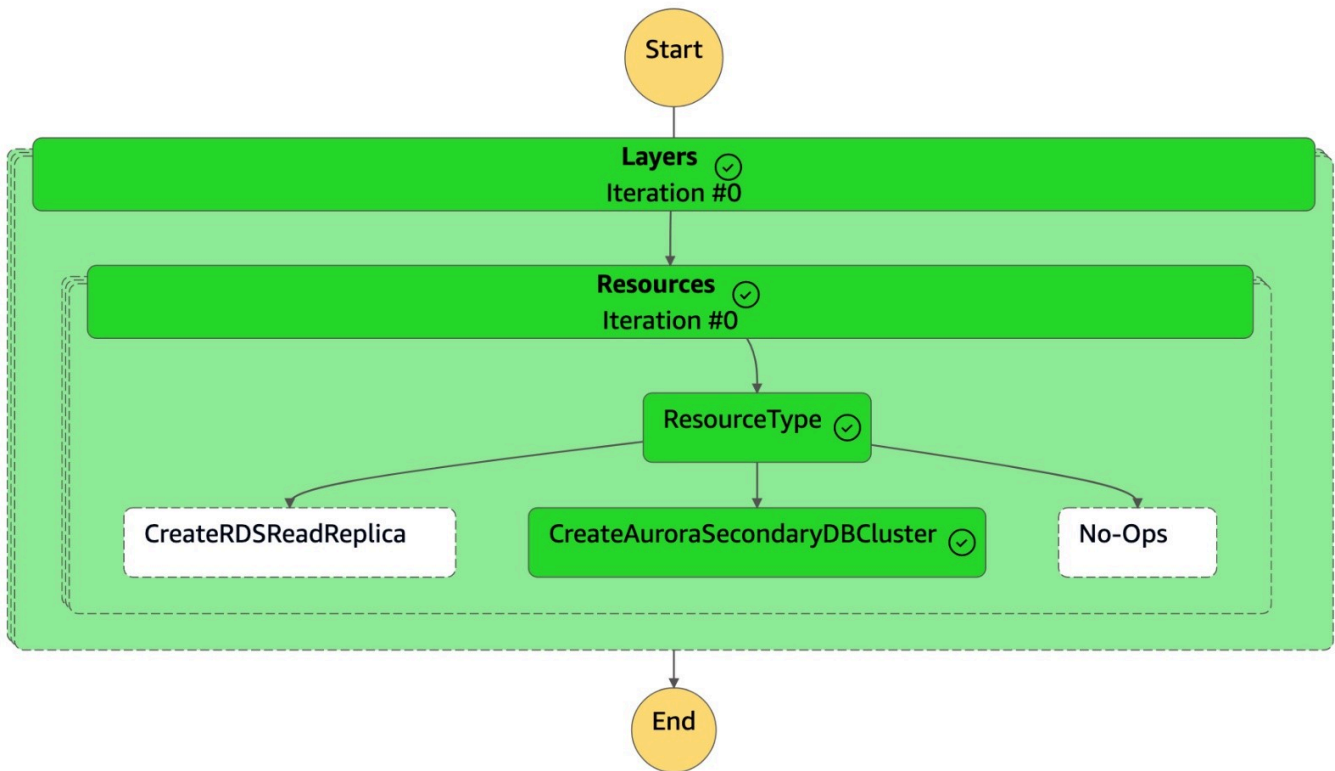 Start
Layers
Iteration #0
Resources
Iteration #0
ResourceType
CreateRDSReadReplica
CreateAuroraSecondaryDBCluster
No-Ops
End